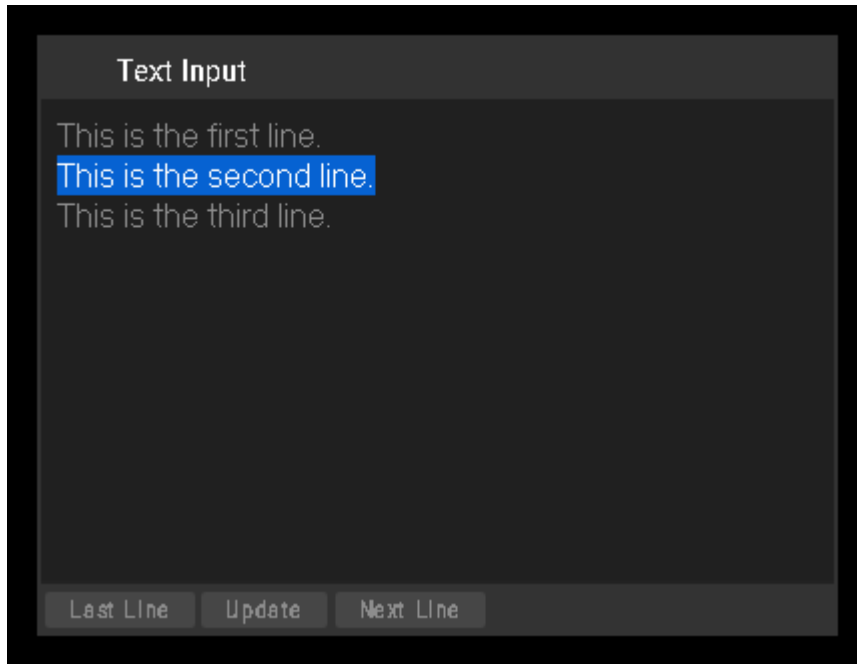 Text Input
This is the first line.
This is the second line.
This is the third line.
Last Line Update Next Line